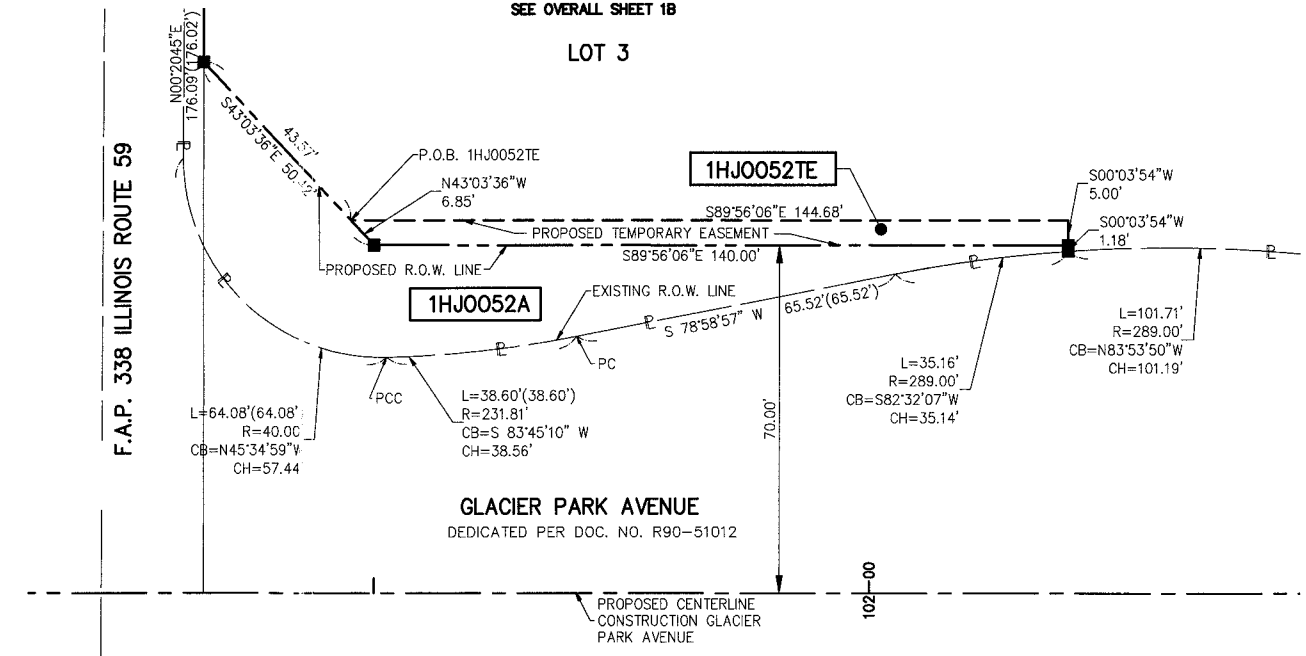 SEE OVERALL SHEET 1B
LOT 3
N00°20'45"E
176.09'(176.02')
S43°03'36"E 50.42'
43.57'
P.O.B. 1HJ0052TE
N43°03'36"W
6.85'
1HJ0052TE
S00°03'54"W
5.00'
S89°56'06"E 144.68'
PROPOSED TEMPORARY EASEMENT
S00°03'54"W
1.18'
S89°56'06"E 140.00'
PROPOSED R.O.W. LINE
F.A.P. 338 ILLINOIS ROUTE 59
1HJ0052A
EXISTING R.O.W. LINE
S 78°58'57" W 65.52'(65.52')
PC
PCC
L=101.71'
R=289.00'
CB=N83°53'50"W
CH=101.19'
L=35.16'
R=289.00'
CB=S82°32'07"W
CH=35.14'
L=38.60'(38.60')
R=231.81'
CB=S 83°45'10" W
CH=38.56'
L=64.08'(64.08'
R=40.00
CB=N45°34'59"W
CH=57.44
70.00'
GLACIER PARK AVENUE
DEDICATED PER DOC. NO. R90-51012
102-00
PROPOSED CENTERLINE
CONSTRUCTION GLACIER
PARK AVENUE